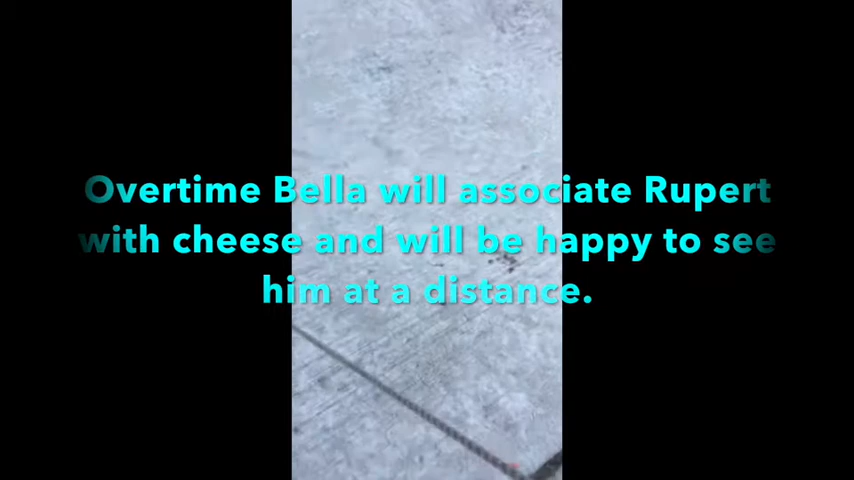 Overtime Bella will associate Rupert
with cheese and will be happy to see
him at a distance.